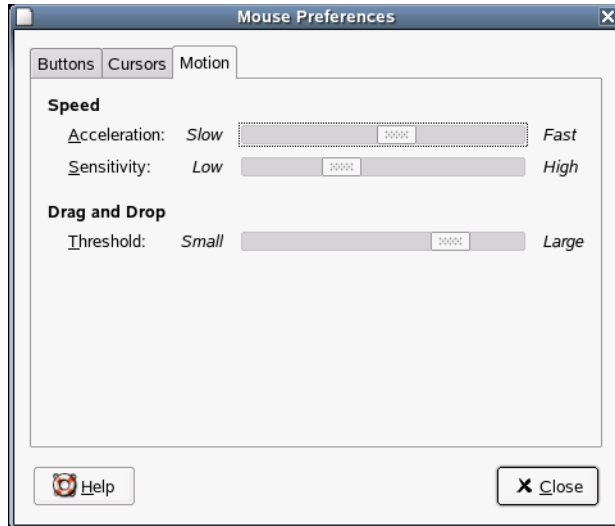 Mouse Preferences
Buttons Cursors Motion
Speed
Acceleration: Slow Fast
Sensitivity: Low High
Drag and Drop
Threshold: Small Large
Help Close